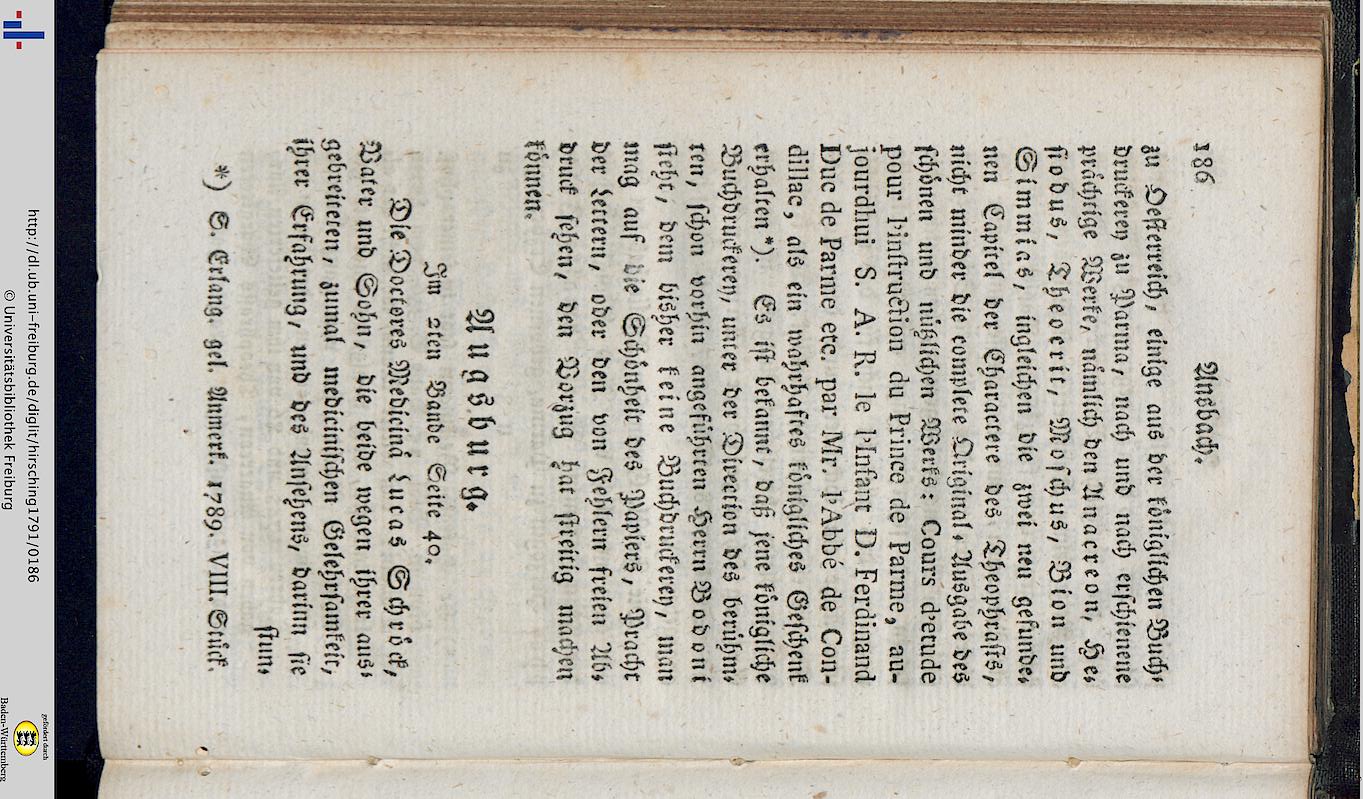 186 Ansbach.
zu Oesterreich, einige aus der königlichen Buch-
druckerey zu Parma, nach und nach erschienene
prächtige Werke, nämlich den Anacreon, He-
siodus, Theocrit, Moschus, Bion und
Simmias, ingleichen die zwei neu gefunde-
nen Capitel der Charactere des Theophrasts,
nicht minder die complete Original-Ausgabe des
schönen und nüzlichen Werks: Cours d'etude
pour l'instruction du Prince de Parme, au-
jourdhui S. A. R. le l'Infant D. Ferdinand
Duc de Parme etc. par Mr. l'Abbé de Con-
dillac, als ein wahrhaftes königliches Geschenk
erhalten *). Es ist bekannt, daß jene königliche
Buchdruckerey, unter der Direction des berühm-
ten, schon vorhin angeführten Herrn Bodoni
steht, dem bisher keine Buchdruckerey, man
mag auf die Schönheit des Papiers, Pracht
der Lettern, oder den von Fehlern freien Ab-
druck sehen, den Vorzug hat streitig machen
können.
Augsburg.
Im 2ten Bande Seite 40.
Die Doctores Medicinä Lucas Schröck,
Vater und Sohn, die beide wegen ihrer aus-
gebreiteten, zumal medicinischen Gelehrsamkeit,
ihrer Erfahrung, und des Ansehens, darinn sie
stun-
*) S. Erlang. gel. Anmerk. 1789. VIII. Stück.
http://dl.ub.uni-freiburg.de/diglit/hirsching1791/0186
© Universitätsbibliothek Freiburg
gefördert durch
Baden-Württemberg